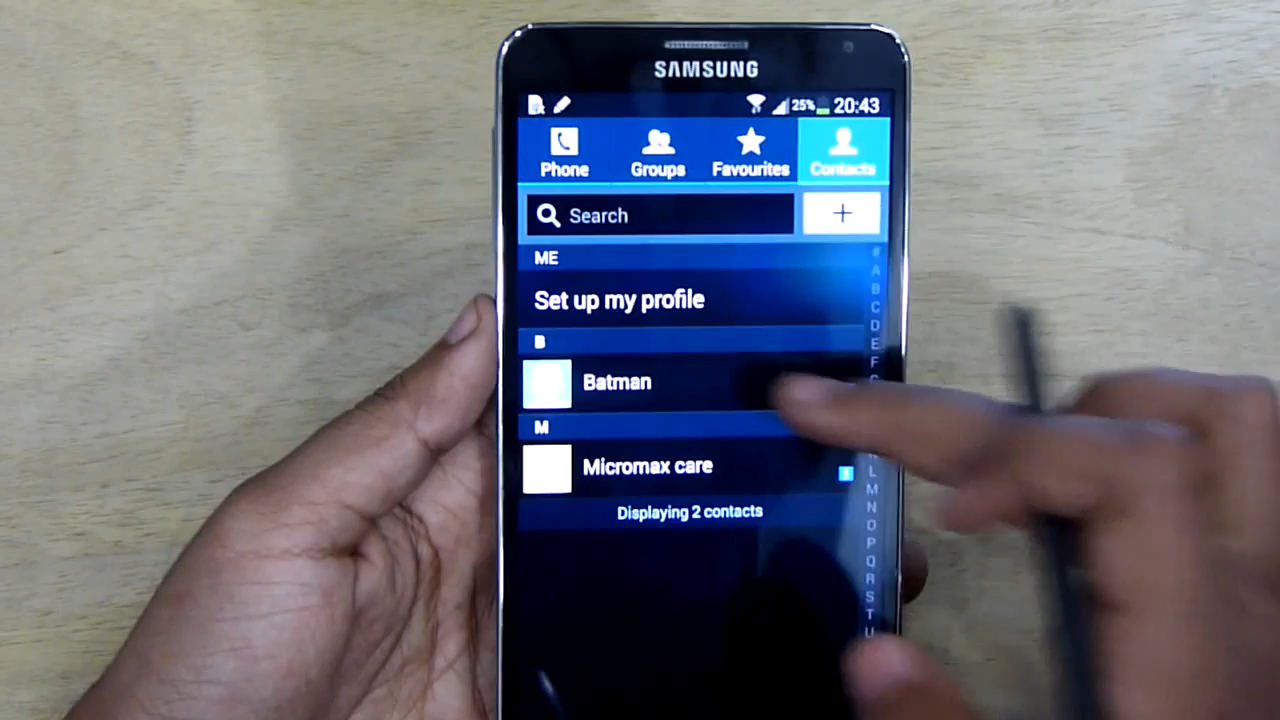 SAMSUNG
25% 20:43
Phone Groups Favourites Contacts
Search +
ME
Set up my profile
B
Batman
M
Micromax care
Displaying 2 contacts
#
A
B
C
D
E
F
L
M
N
O
P
Q
R
S
T
U